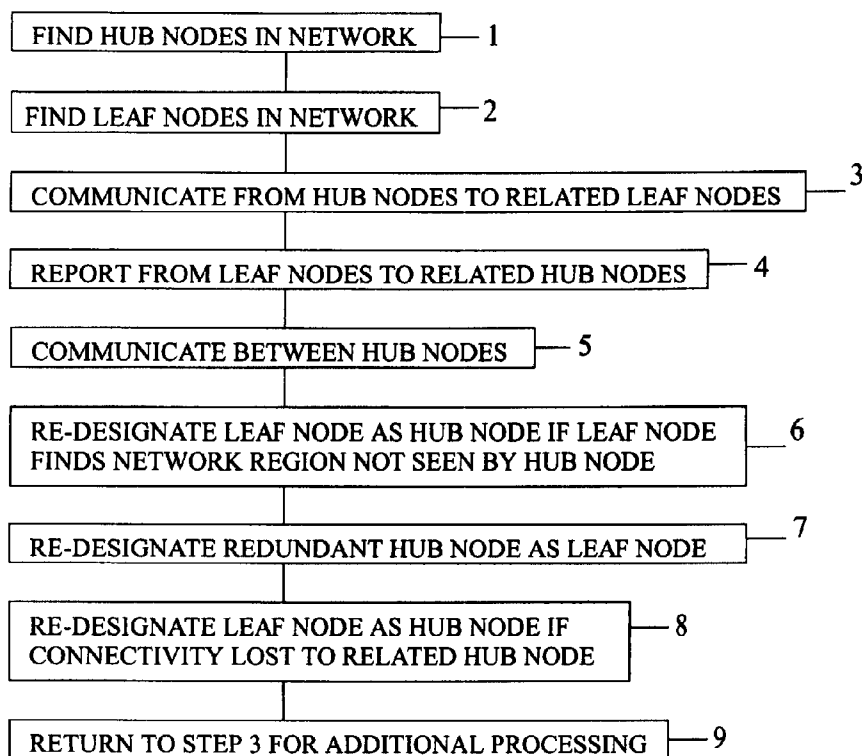 FIND HUB NODES IN NETWORK 1
FIND LEAF NODES IN NETWORK 2
COMMUNICATE FROM HUB NODES TO RELATED LEAF NODES 3
REPORT FROM LEAF NODES TO RELATED HUB NODES 4
COMMUNICATE BETWEEN HUB NODES 5
RE-DESIGNATE LEAF NODE AS HUB NODE IF LEAF NODE 6
FINDS NETWORK REGION NOT SEEN BY HUB NODE
RE-DESIGNATE REDUNDANT HUB NODE AS LEAF NODE 7
RE-DESIGNATE LEAF NODE AS HUB NODE IF 8
CONNECTIVITY LOST TO RELATED HUB NODE
RETURN TO STEP 3 FOR ADDITIONAL PROCESSING 9